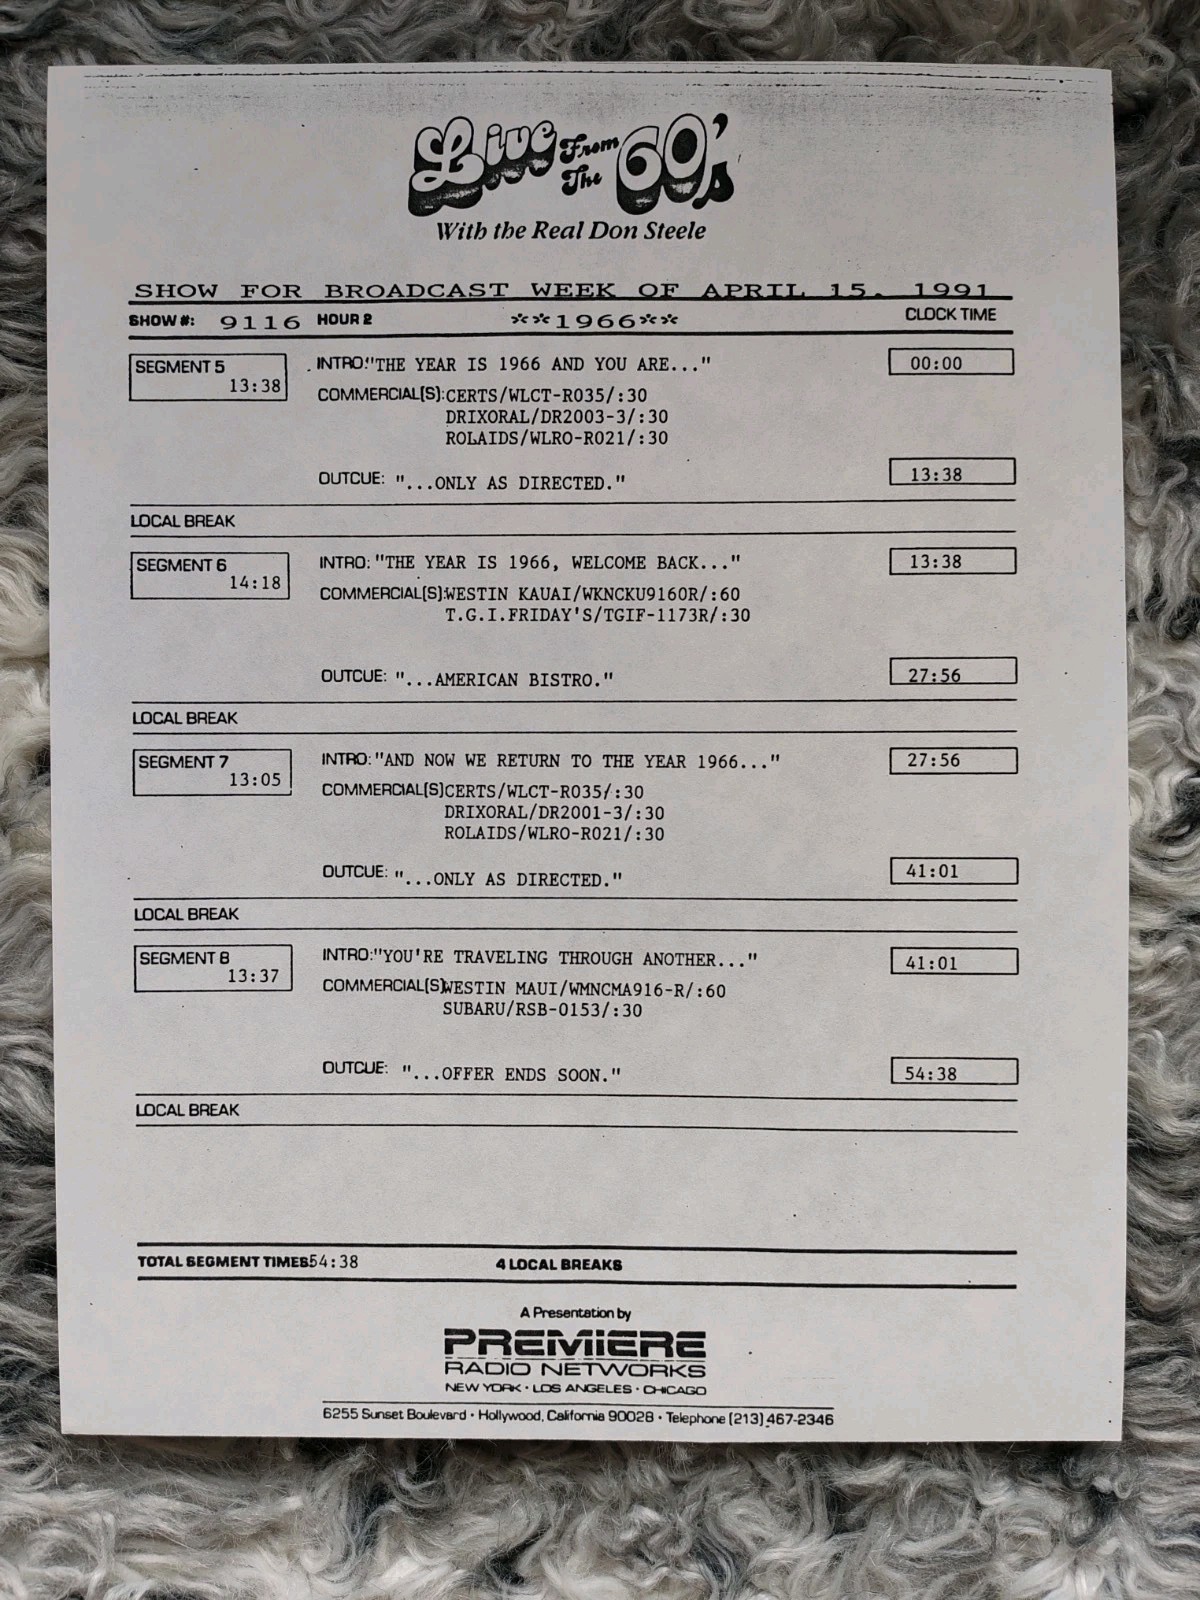 Live From The 60's
With the Real Don Steele
SHOW FOR BROADCAST WEEK OF APRIL 15, 1991
SHOW #: 9116 HOUR 2 **1966** CLOCK TIME
SEGMENT 5 INTRO:"THE YEAR IS 1966 AND YOU ARE..." 00:00
13:38
COMMERCIAL(S):CERTS/WLCT-R035/:30
DRIXORAL/DR2003-3/:30
ROLAIDS/WLRO-R021/:30
OUTCUE: "...ONLY AS DIRECTED." 13:38
LOCAL BREAK
SEGMENT 6 INTRO: "THE YEAR IS 1966, WELCOME BACK..." 13:38
14:18
COMMERCIAL(S):WESTIN KAUAI/WKNCKU9160R/:60
T.G.I.FRIDAY'S/TGIF-1173R/:30
OUTCUE: "...AMERICAN BISTRO." 27:56
LOCAL BREAK
SEGMENT 7 INTRO: "AND NOW WE RETURN TO THE YEAR 1966..." 27:56
13:05
COMMERCIAL(S)CERTS/WLCT-R035/:30
DRIXORAL/DR2001-3/:30
ROLAIDS/WLRO-R021/:30
OUTCUE: "...ONLY AS DIRECTED." 41:01
LOCAL BREAK
SEGMENT 8 INTRO:"YOU'RE TRAVELING THROUGH ANOTHER..." 41:01
13:37
COMMERCIAL(S)WESTIN MAUI/WMNCMA916-R/:60
SUBARU/RSB-0153/:30
OUTCUE: "...OFFER ENDS SOON." 54:38
LOCAL BREAK
TOTAL SEGMENT TIMES54:38 4 LOCAL BREAKS
A Presentation by
PREMIERE
RADIO NETWORKS
NEW YORK • LOS ANGELES • CHICAGO
6255 Sunset Boulevard • Hollywood, California 90028 • Telephone (213) 467-2346